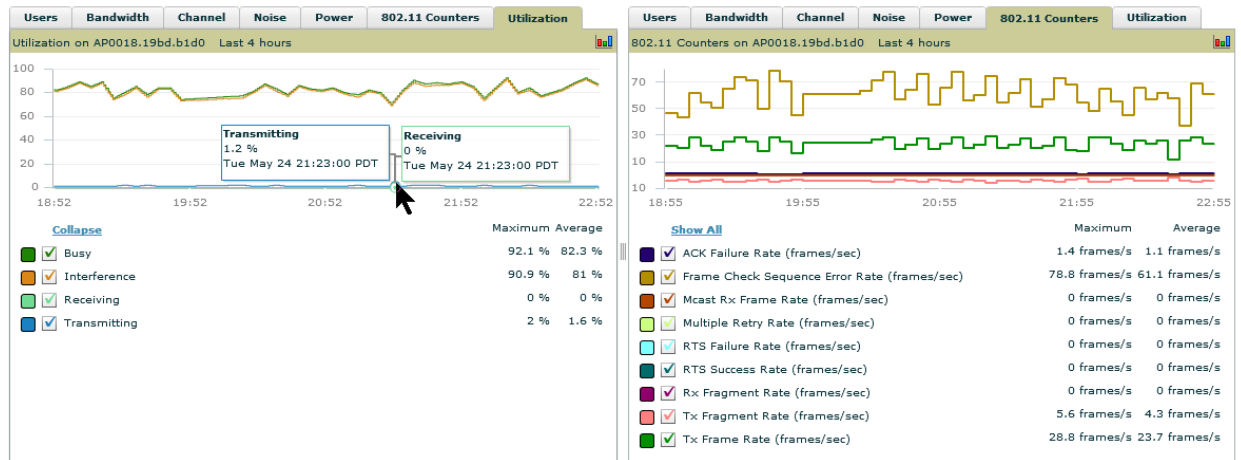 Users Bandwidth Channel Noise Power 802.11 Counters Utilization
Utilization on AP0018.19bd.b1d0 Last 4 hours
100
80
60
40
20
0
Transmitting
1.2 %
Tue May 24 21:23:00 PDT
Receiving
0 %
Tue May 24 21:23:00 PDT
18:52 19:52 20:52 21:52 22:52
Collapse Maximum Average
Busy 92.1 % 82.3 %
Interference 90.9 % 81 %
Receiving 0 % 0 %
Transmitting 2 % 1.6 %
Users Bandwidth Channel Noise Power 802.11 Counters Utilization
802.11 Counters on AP0018.19bd.b1d0 Last 4 hours
70
50
30
10
10
18:55 19:55 20:55 21:55 22:55
Show All Maximum Average
ACK Failure Rate (frames/sec) 1.4 frames/s 1.1 frames/s
Frame Check Sequence Error Rate (frames/sec) 78.8 frames/s 61.1 frames/s
Mcast Rx Frame Rate (frames/sec) 0 frames/s 0 frames/s
Multiple Retry Rate (frames/sec) 0 frames/s 0 frames/s
RTS Failure Rate (frames/sec) 0 frames/s 0 frames/s
RTS Success Rate (frames/sec) 0 frames/s 0 frames/s
Rx Fragment Rate (frames/sec) 0 frames/s 0 frames/s
Tx Fragment Rate (frames/sec) 5.6 frames/s 4.3 frames/s
Tx Frame Rate (frames/sec) 28.8 frames/s 23.7 frames/s